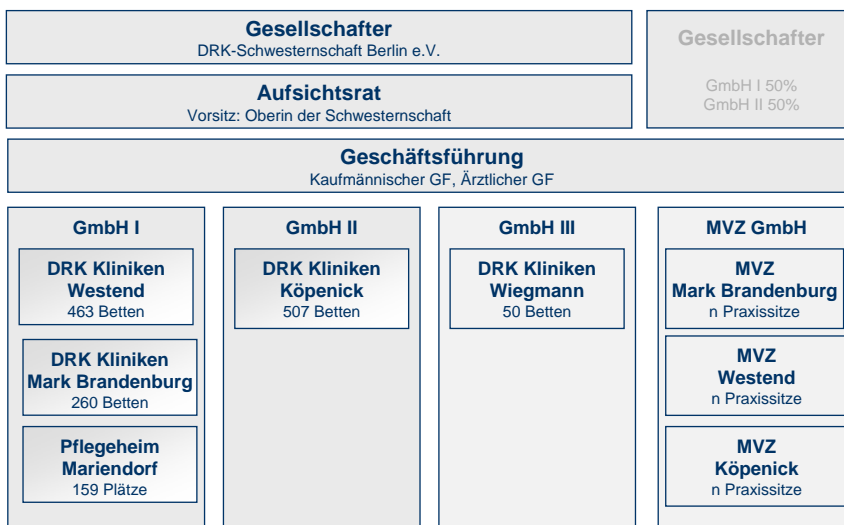 Gesellschafter
DRK-Schwesternschaft Berlin e.V.
Gesellschafter
GmbH I 50%
GmbH II 50%
Aufsichtsrat
Vorsitz: Oberin der Schwesternschaft
Geschäftsführung
Kaufmännischer GF, Ärztlicher GF
GmbH I
DRK Kliniken
Westend
463 Betten
DRK Kliniken
Mark Brandenburg
260 Betten
Pflegeheim
Mariendorf
159 Plätze
GmbH II
DRK Kliniken
Köpenick
507 Betten
GmbH III
DRK Kliniken
Wiegmann
50 Betten
MVZ GmbH
MVZ
Mark Brandenburg
n Praxissitze
MVZ
Westend
n Praxissitze
MVZ
Köpenick
n Praxissitze